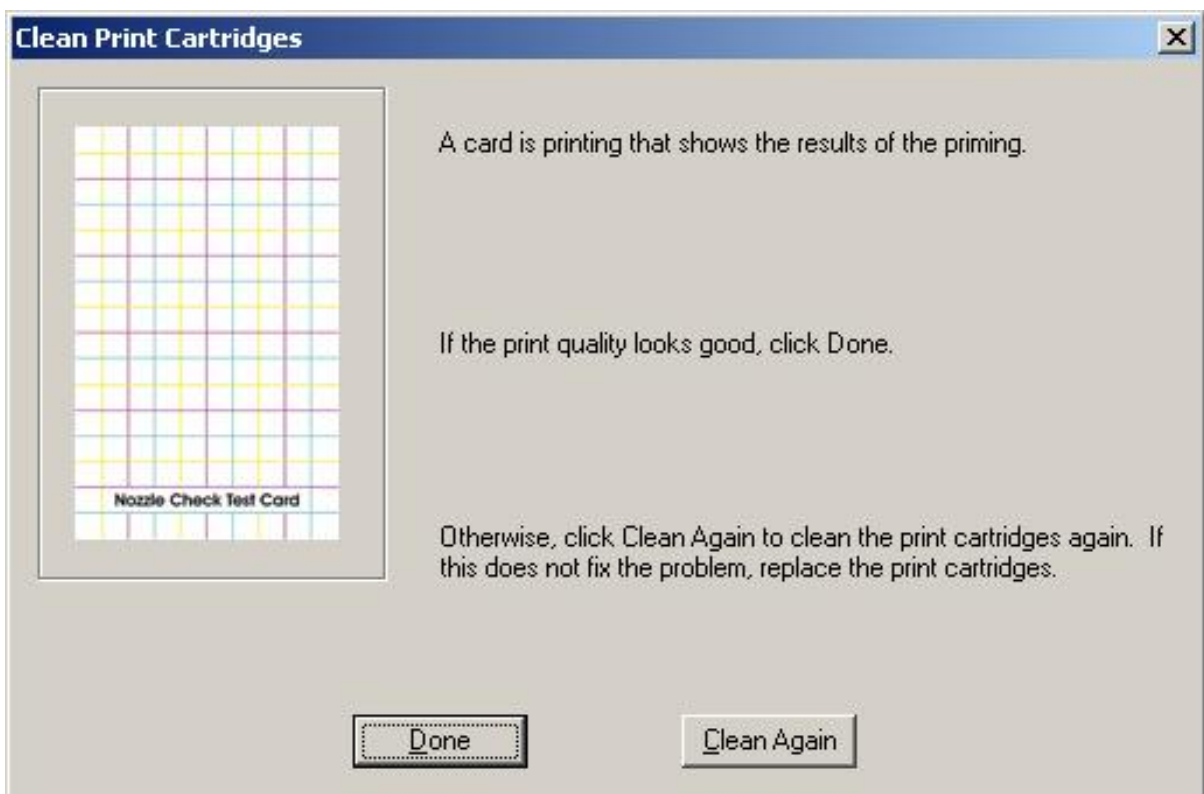 Clean Print Cartridges
A card is printing that shows the results of the priming.
If the print quality looks good, click Done.
Nozzle Check Test Card
Otherwise, click Clean Again to clean the print cartridges again. If
this does not fix the problem, replace the print cartridges.
Done
Clean Again